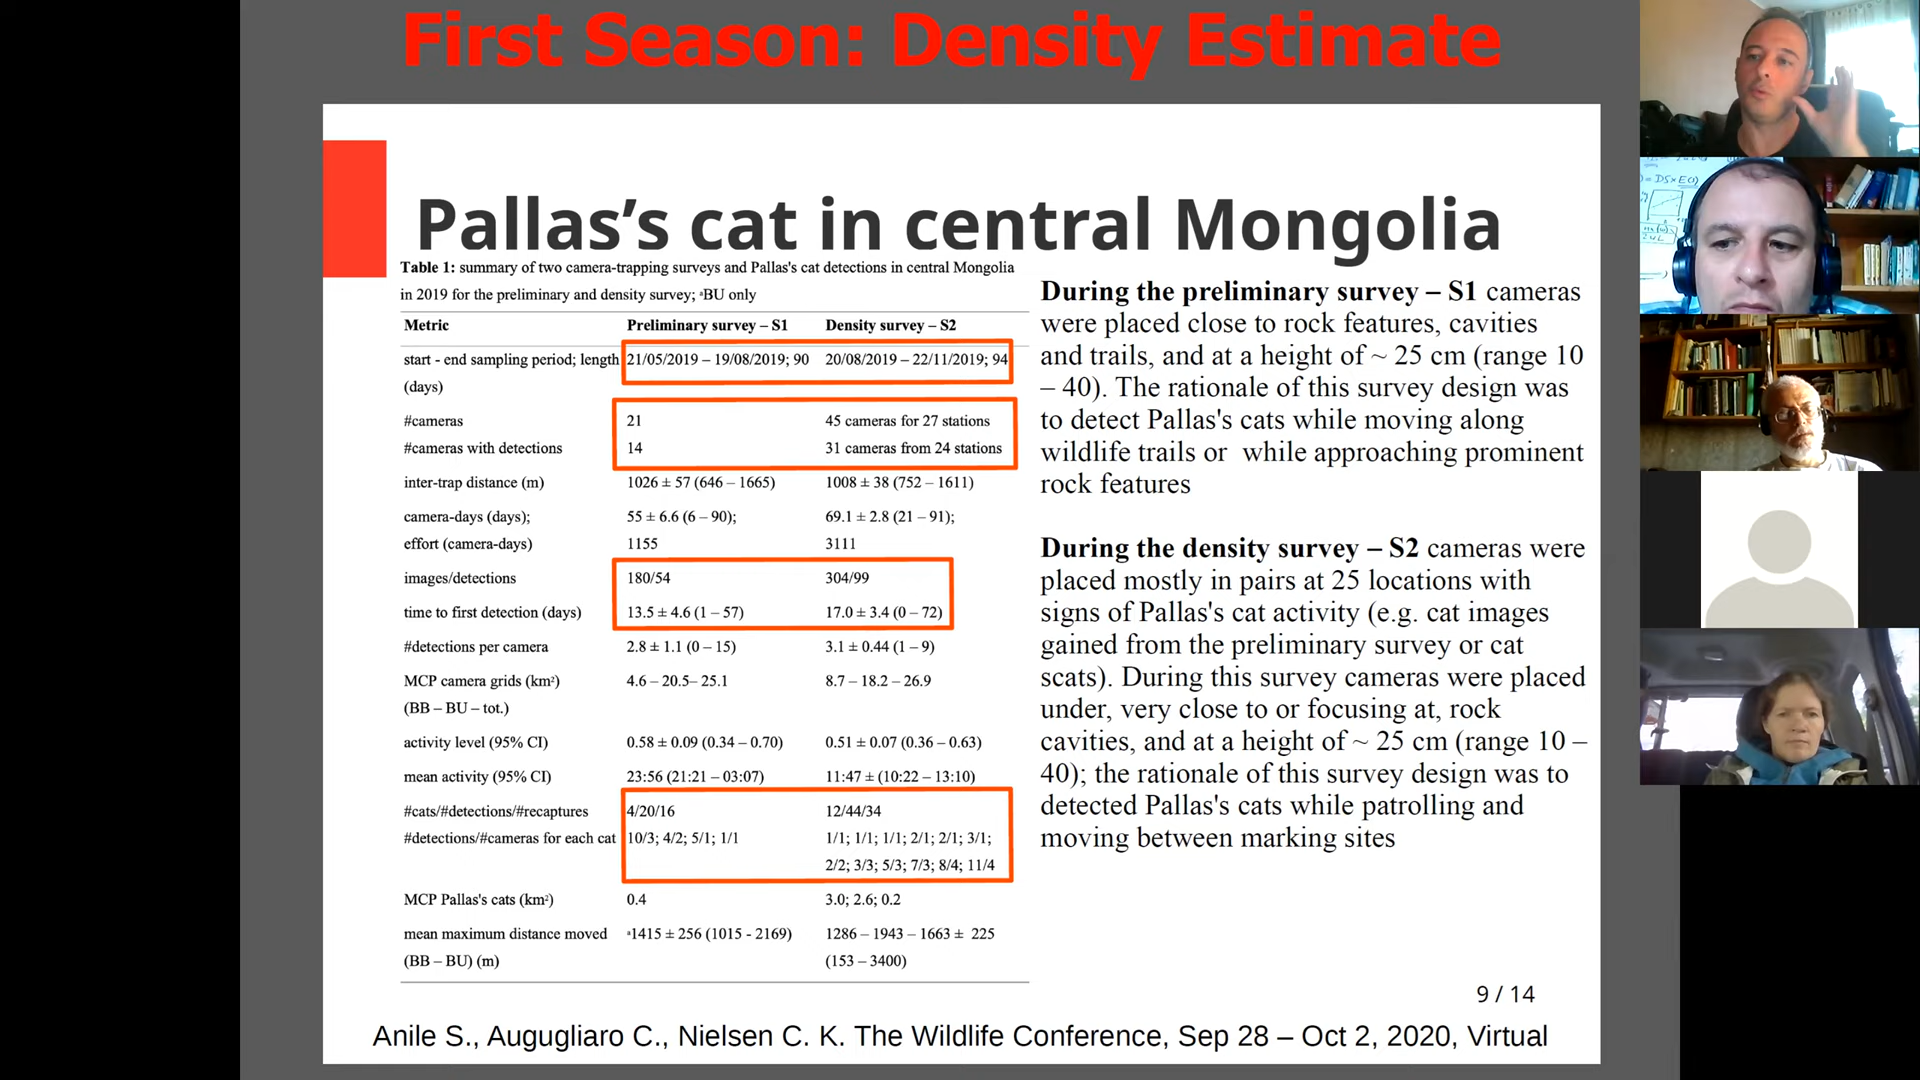 First Season: Density Estimate
Pallas's cat in central Mongolia
Table 1: summary of two camera-trapping surveys and Pallas's cat detections in central Mongolia
in 2019 for the preliminary and density survey; ᵃBU only
Metric Preliminary survey – S1 Density survey – S2
start - end sampling period; length 21/05/2019 – 19/08/2019; 90 20/08/2019 – 22/11/2019; 94
(days)
#cameras 21 45 cameras for 27 stations
#cameras with detections 14 31 cameras from 24 stations
inter-trap distance (m) 1026 ± 57 (646 – 1665) 1008 ± 38 (752 – 1611)
camera-days (days); 55 ± 6.6 (6 – 90); 69.1 ± 2.8 (21 – 91);
effort (camera-days) 1155 3111
images/detections 180/54 304/99
time to first detection (days) 13.5 ± 4.6 (1 – 57) 17.0 ± 3.4 (0 – 72)
#detections per camera 2.8 ± 1.1 (0 – 15) 3.1 ± 0.44 (1 – 9)
MCP camera grids (km²) 4.6 – 20.5– 25.1 8.7 – 18.2 – 26.9
(BB – BU – tot.)
activity level (95% CI) 0.58 ± 0.09 (0.34 – 0.70) 0.51 ± 0.07 (0.36 – 0.63)
mean activity (95% CI) 23:56 (21:21 – 03:07) 11:47 ± (10:22 – 13:10)
#cats/#detections/#recaptures 4/20/16 12/44/34
#detections/#cameras for each cat 10/3; 4/2; 5/1; 1/1 1/1; 1/1; 1/1; 2/1; 2/1; 3/1;
2/2; 3/3; 5/3; 7/3; 8/4; 11/4
MCP Pallas's cats (km²) 0.4 3.0; 2.6; 0.2
mean maximum distance moved ᵃ1415 ± 256 (1015 - 2169) 1286 – 1943 – 1663 ± 225
(BB – BU) (m) (153 – 3400)
During the preliminary survey – S1 cameras
were placed close to rock features, cavities
and trails, and at a height of ~ 25 cm (range 10
– 40). The rationale of this survey design was
to detect Pallas's cats while moving along
wildlife trails or while approaching prominent
rock features
During the density survey – S2 cameras were
placed mostly in pairs at 25 locations with
signs of Pallas's cat activity (e.g. cat images
gained from the preliminary survey or cat
scats). During this survey cameras were placed
under, very close to or focusing at, rock
cavities, and at a height of ~ 25 cm (range 10 –
40); the rationale of this survey design was to
detected Pallas's cats while patrolling and
moving between marking sites
9 / 14
Anile S., Augugliaro C., Nielsen C. K. The Wildlife Conference, Sep 28 – Oct 2, 2020, Virtual